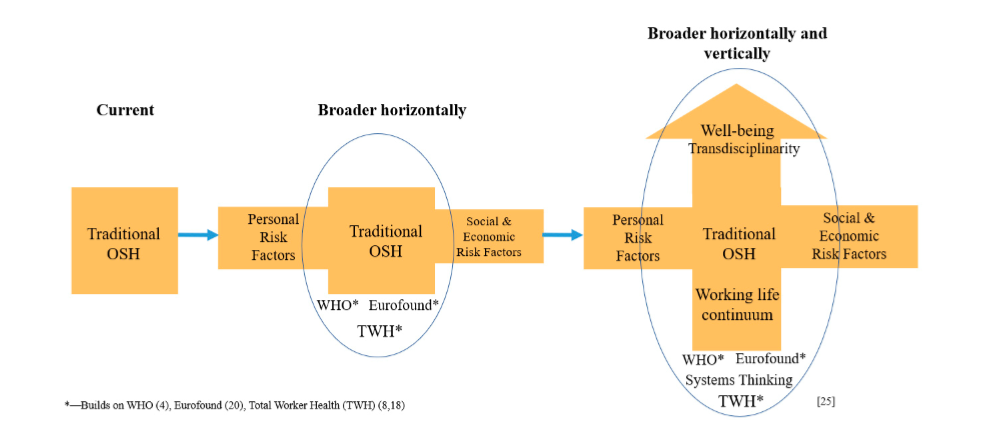 Current
Traditional
OSH
Broader horizontally
Personal
Risk
Factors
Traditional
OSH
Social &
Economic
Risk Factors
WHO* Eurofound*
TWH*
Broader horizontally and
vertically
Well-being
Transdisciplinarity
Personal
Risk
Factors
Traditional
OSH
Social &
Economic
Risk Factors
Working life
continuum
WHO* Eurofound*
Systems Thinking
TWH*
[25]
*—Builds on WHO (4), Eurofound (20), Total Worker Health (TWH) (8,18)